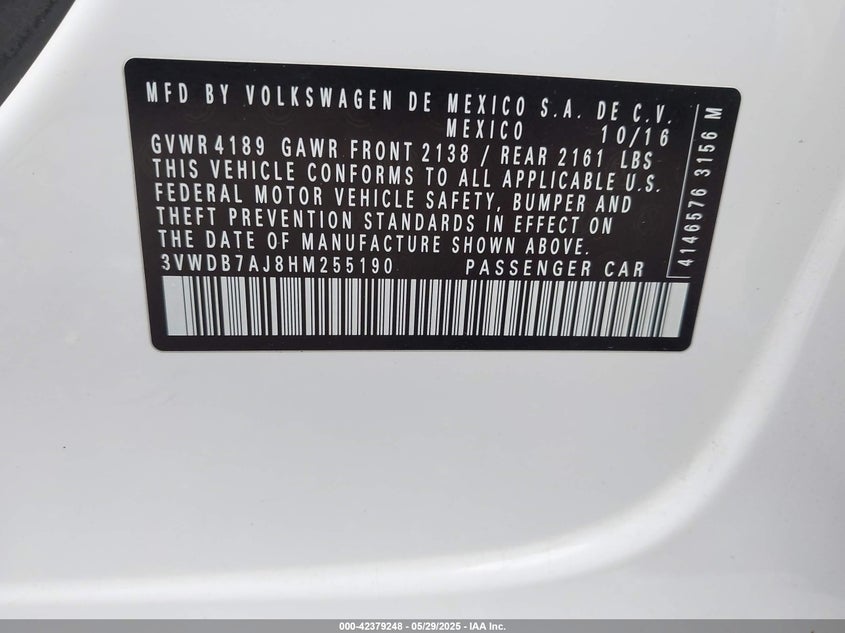 MFD BY VOLKSWAGEN DE MEXICO S.A. DE C.V.
MEXICO 10/16
GVWR 4189 GAWR FRONT 2138 / REAR 2161 LBS
THIS VEHICLE CONFORMS TO ALL APPLICABLE U.S.
FEDERAL MOTOR VEHICLE SAFETY, BUMPER AND
THEFT PREVENTION STANDARDS IN EFFECT ON
THE DATE OF MANUFACTURE SHOWN ABOVE.
3VWDB7AJ8HM255190 PASSENGER CAR
4146576 3156 M
000-42379248 - 05/29/2025 - IAA Inc.